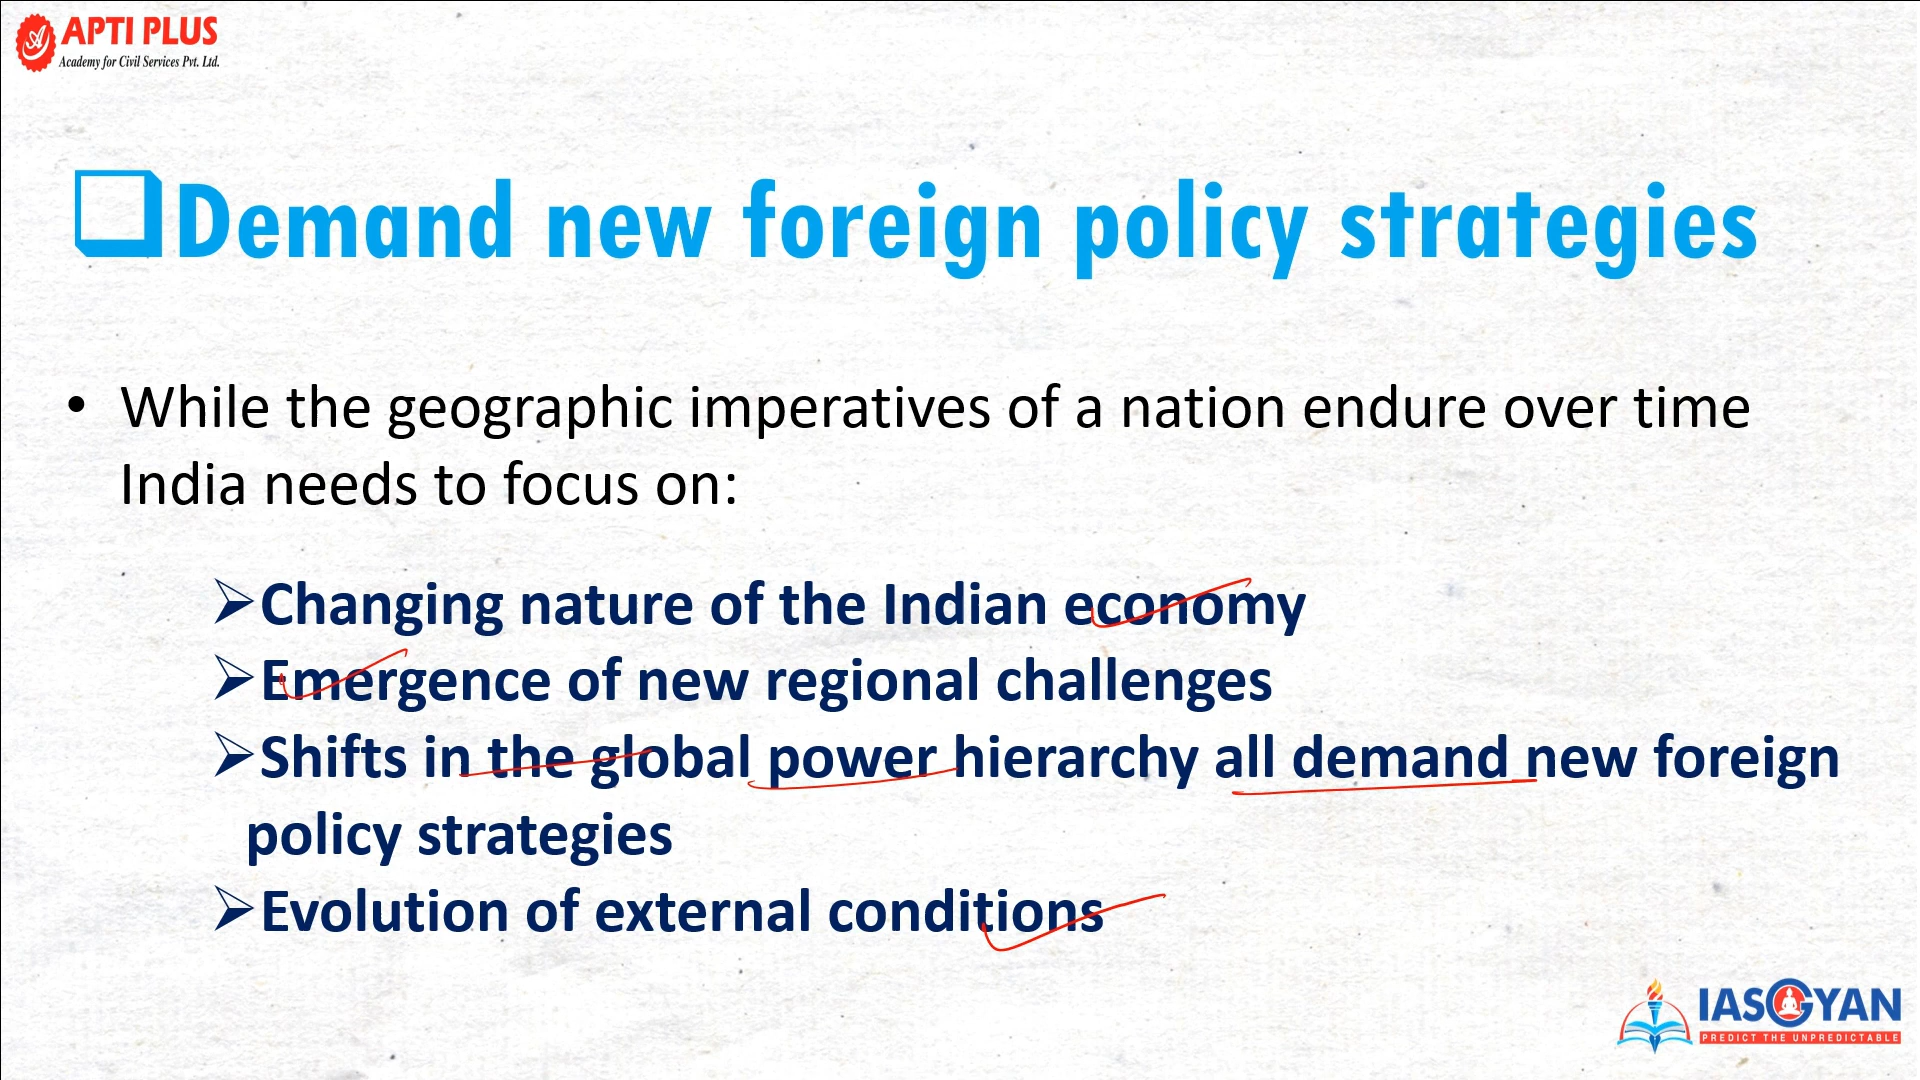 APTI PLUS
Academy for Civil Services Pvt. Ltd.
Demand new foreign policy strategies
• While the geographic imperatives of a nation endure over time
India needs to focus on:
➢Changing nature of the Indian economy
➢Emergence of new regional challenges
➢Shifts in the global power hierarchy all demand new foreign
policy strategies
➢Evolution of external conditions
IASGYAN
PREDICT THE UNPREDICTABLE